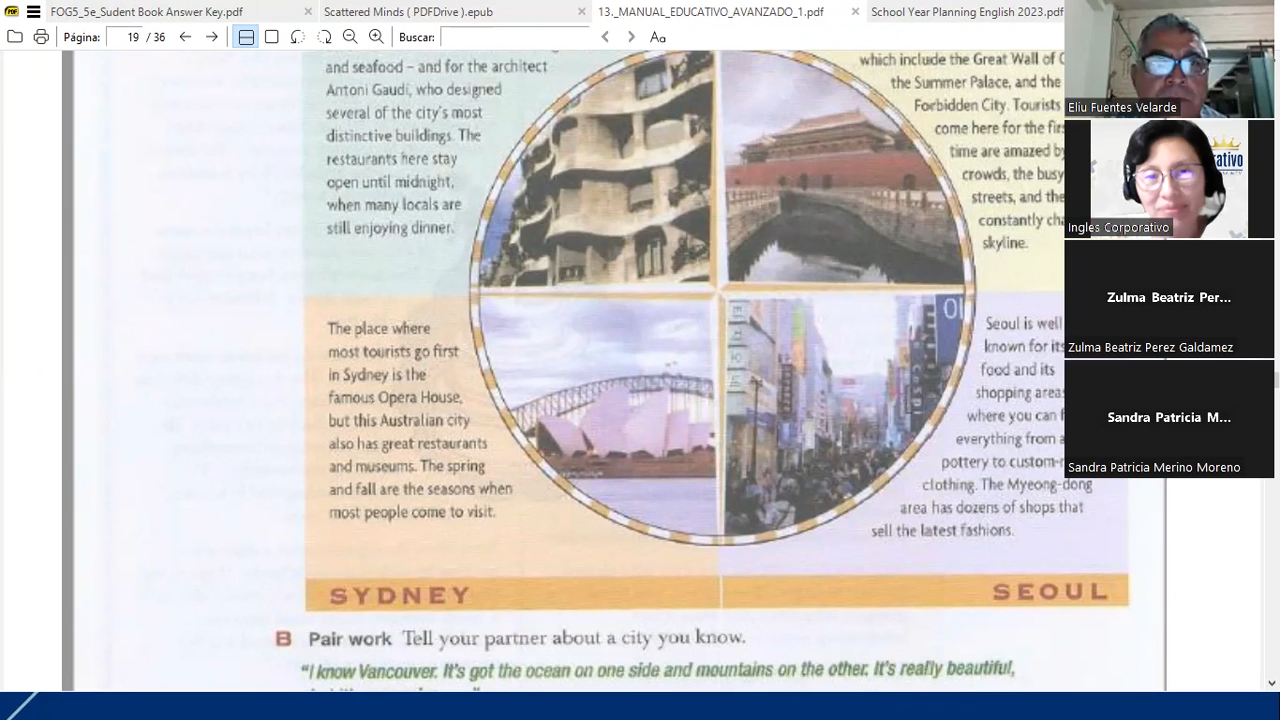 FOG5_5e_Sudent Book Answer Key.pdf
Scattered Minds ( PDFDrive ).epub
13._MANUAL_EDUCATIVO_AVANZADO_1.pdf
School Year Planning English 2023.pdf
Página: 19 / 36
Buscar:
and seafood – and for the architect
Antoni Gaudí, who designed
several of the city's most
distinctive buildings. The
restaurants here stay
open until midnight,
when many locals are
still enjoying dinner.
which include the Great Wall of
the Summer Palace, and the
Forbidden City. Tourists
come here for the
time are amazed by
crowds, the busy
streets, and the
constantly
skyline.
The place where
most tourists go first
in Sydney is the
famous Opera House,
but this Australian city
also has great restaurants
and museums. The spring
and fall are the seasons when
most people come to visit.
Seoul is well
known for its
food and its
shopping areas
where you can
everything from
pottery to
clothing. The Myeong-dong
area has dozens of shops that
sell the latest fashions.
SYDNEY
SEOUL
B Pair work Tell your partner about a city you know.
"I know Vancouver. It's got the ocean on one side and mountains on the other. It's really beautiful,
Eliu Fuentes Velarde
rativo
Ingles Corporativo
Zulma Beatriz Per...
Zulma Beatriz Perez Galdamez
Sandra Patricia M...
Sandra Patricia Merino Moreno